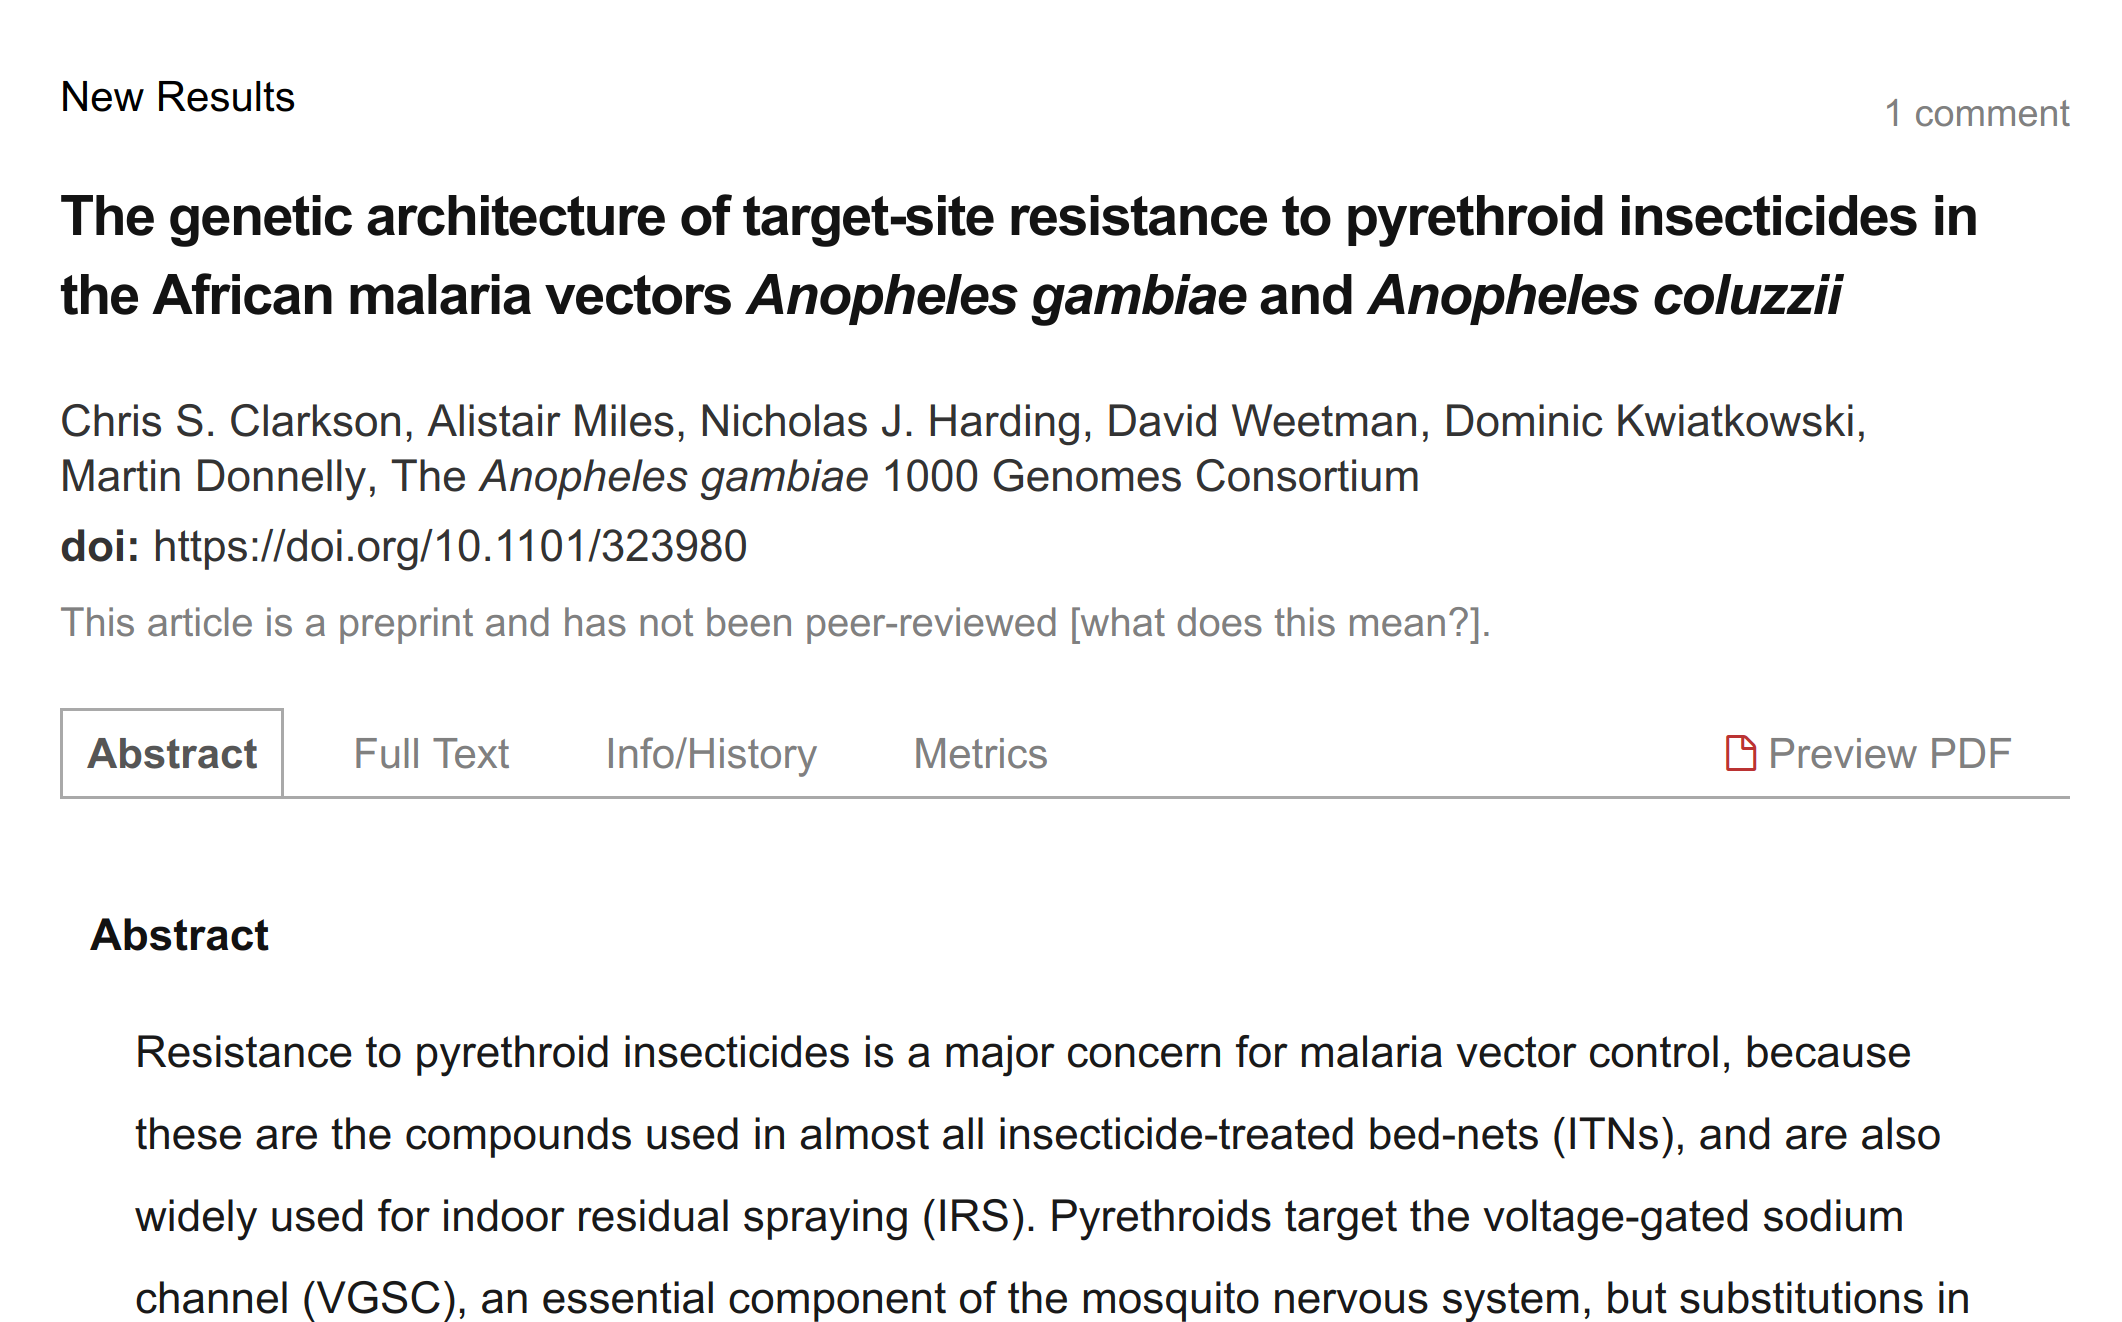 New Results
1 comment
The genetic architecture of target-site resistance to pyrethroid insecticides in
the African malaria vectors Anopheles gambiae and Anopheles coluzzii
Chris S. Clarkson, Alistair Miles, Nicholas J. Harding, David Weetman, Dominic Kwiatkowski,
Martin Donnelly, The Anopheles gambiae 1000 Genomes Consortium
doi: https://doi.org/10.1101/323980
This article is a preprint and has not been peer-reviewed [what does this mean?].
Abstract Full Text Info/History Metrics Preview PDF
Abstract
Resistance to pyrethroid insecticides is a major concern for malaria vector control, because
these are the compounds used in almost all insecticide-treated bed-nets (ITNs), and are also
widely used for indoor residual spraying (IRS). Pyrethroids target the voltage-gated sodium
channel (VGSC), an essential component of the mosquito nervous system, but substitutions in